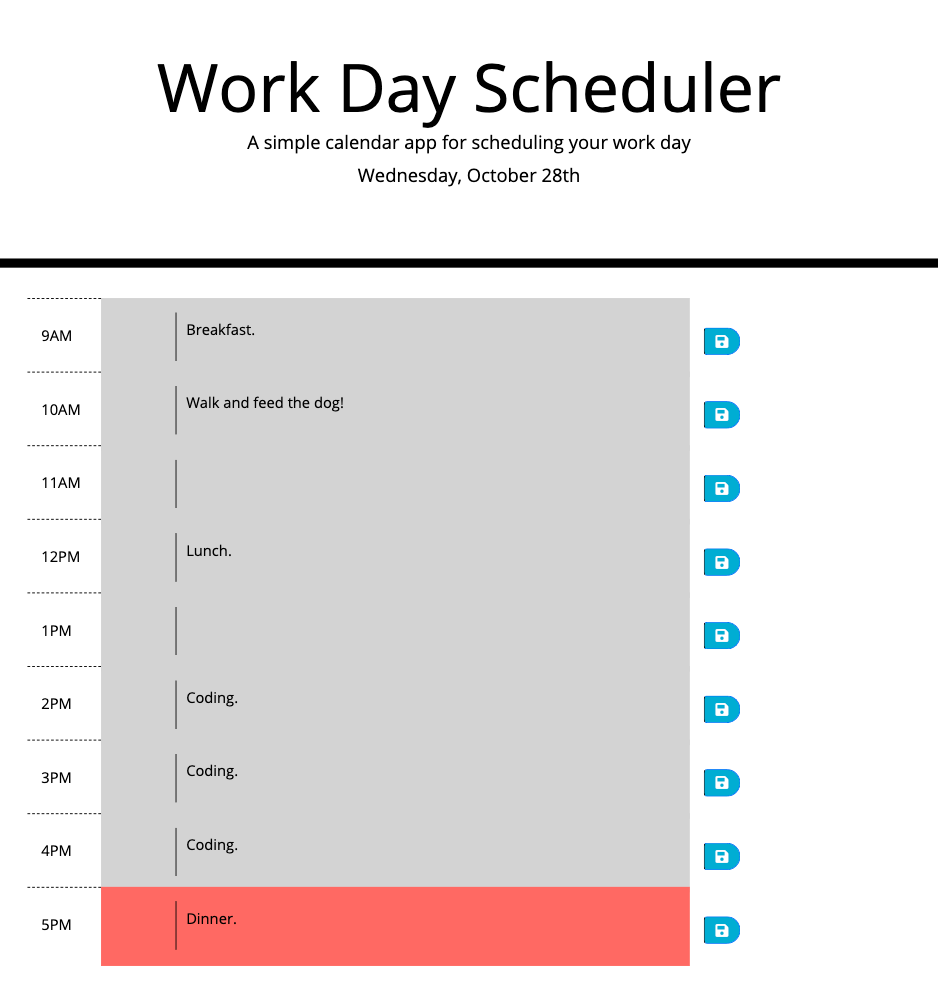 Work Day Scheduler
A simple calendar app for scheduling your work day
Wednesday, October 28th
9AM Breakfast.
10AM Walk and feed the dog!
11AM
12PM Lunch.
1PM
2PM Coding.
3PM Coding.
4PM Coding.
5PM Dinner.